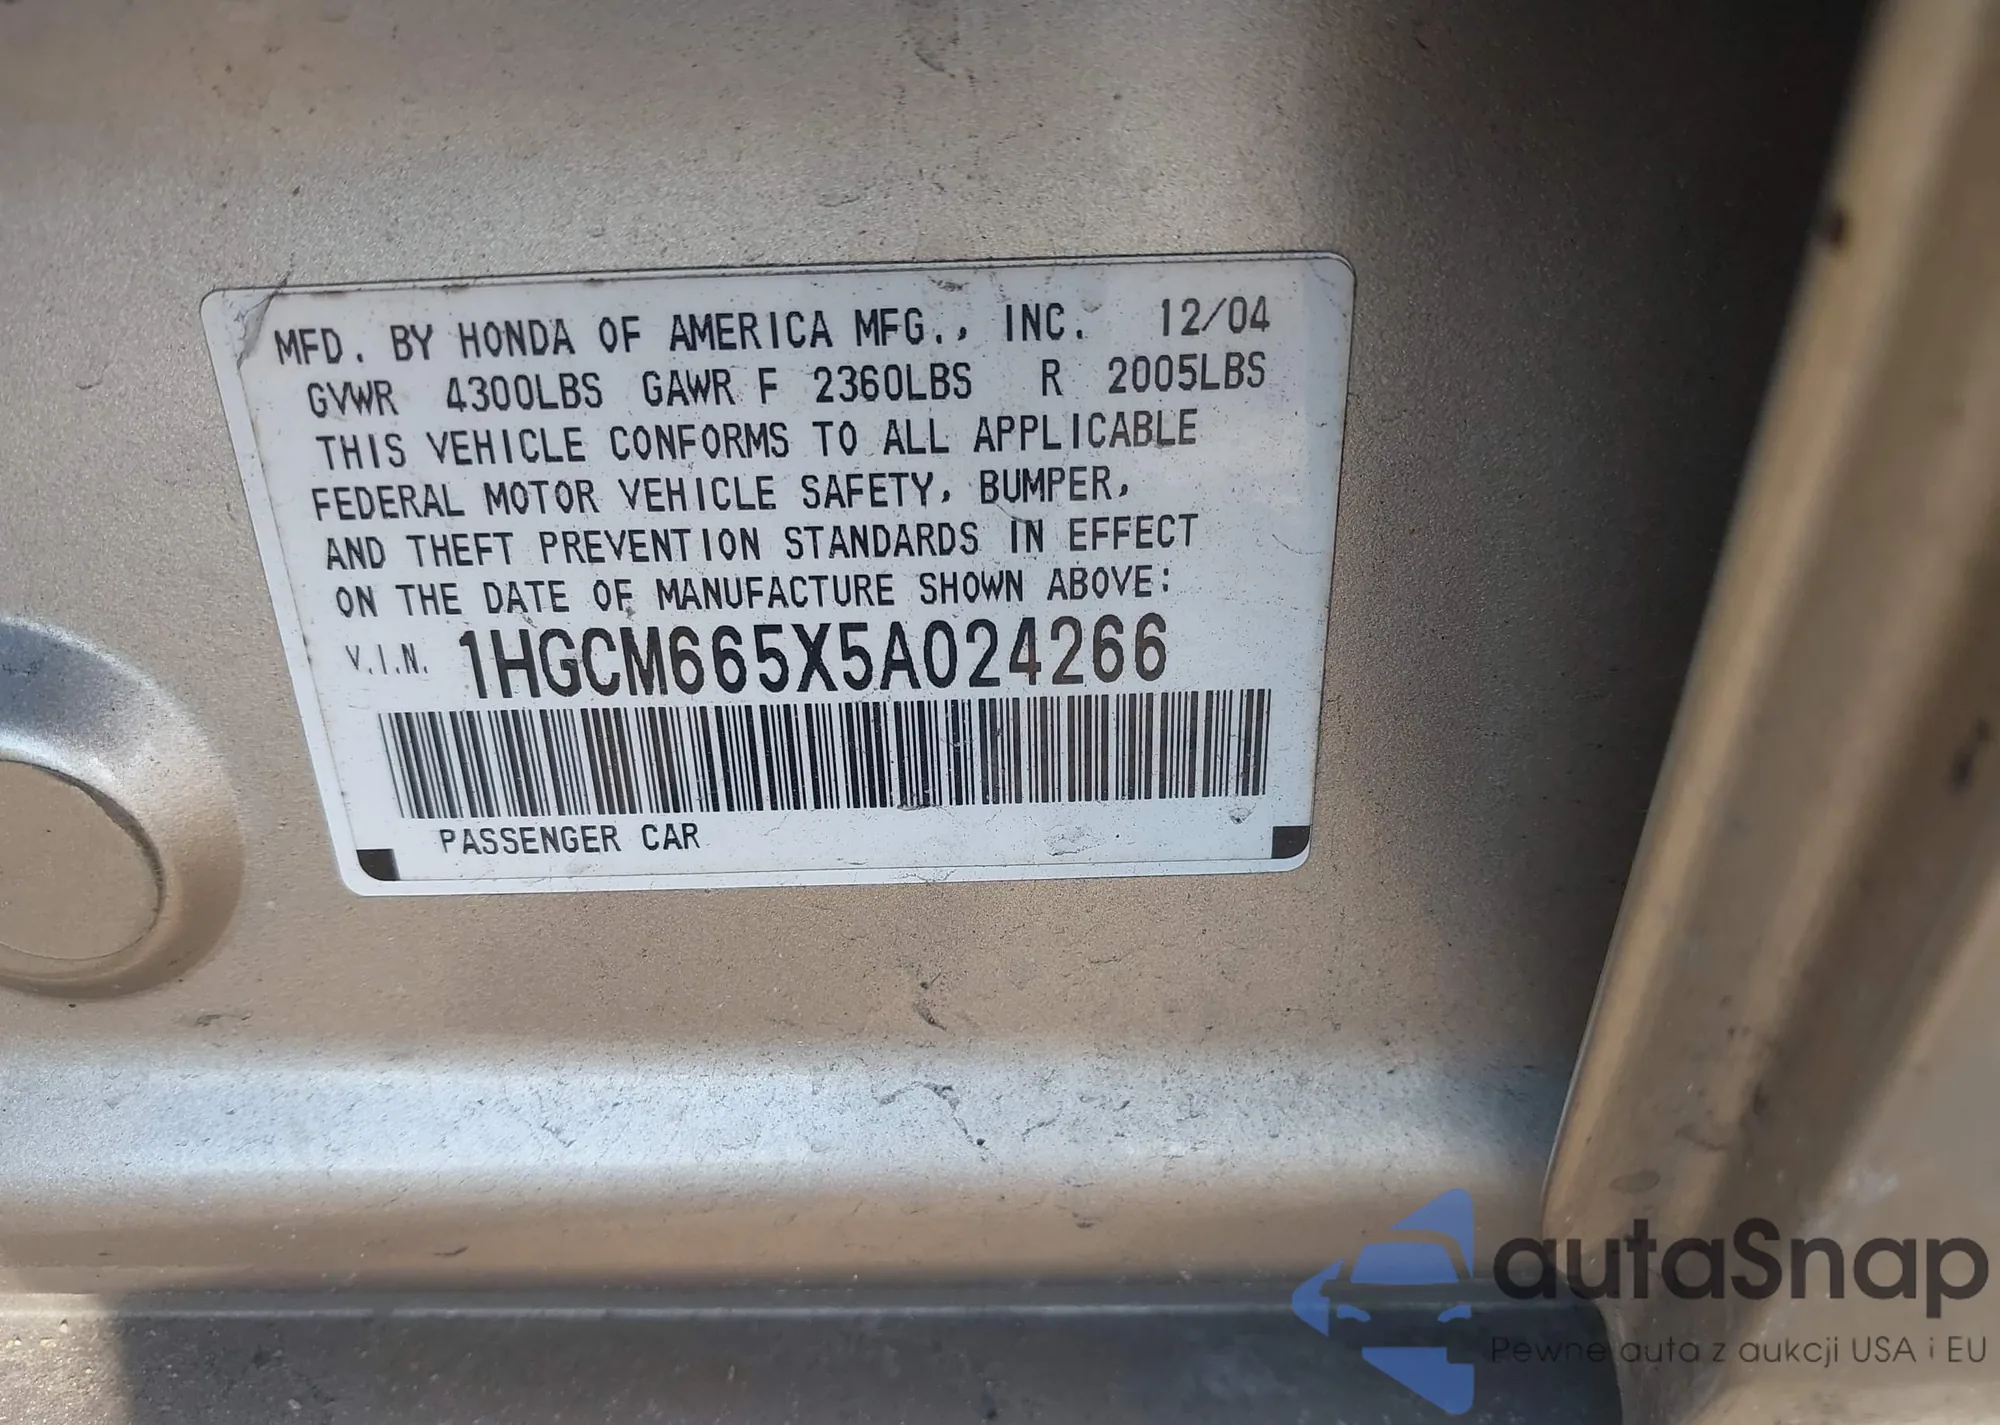 MFD. BY HONDA OF AMERICA MFG., INC. 12/04
GVWR 4300LBS GAWR F 2360LBS R 2005LBS
THIS VEHICLE CONFORMS TO ALL APPLICABLE
FEDERAL MOTOR VEHICLE SAFETY, BUMPER,
AND THEFT PREVENTION STANDARDS IN EFFECT
ON THE DATE OF MANUFACTURE SHOWN ABOVE:
V.I.N. 1HGCM665X5A024266
PASSENGER CAR
autaSnap
Pewne auta z aukcji USA i EU